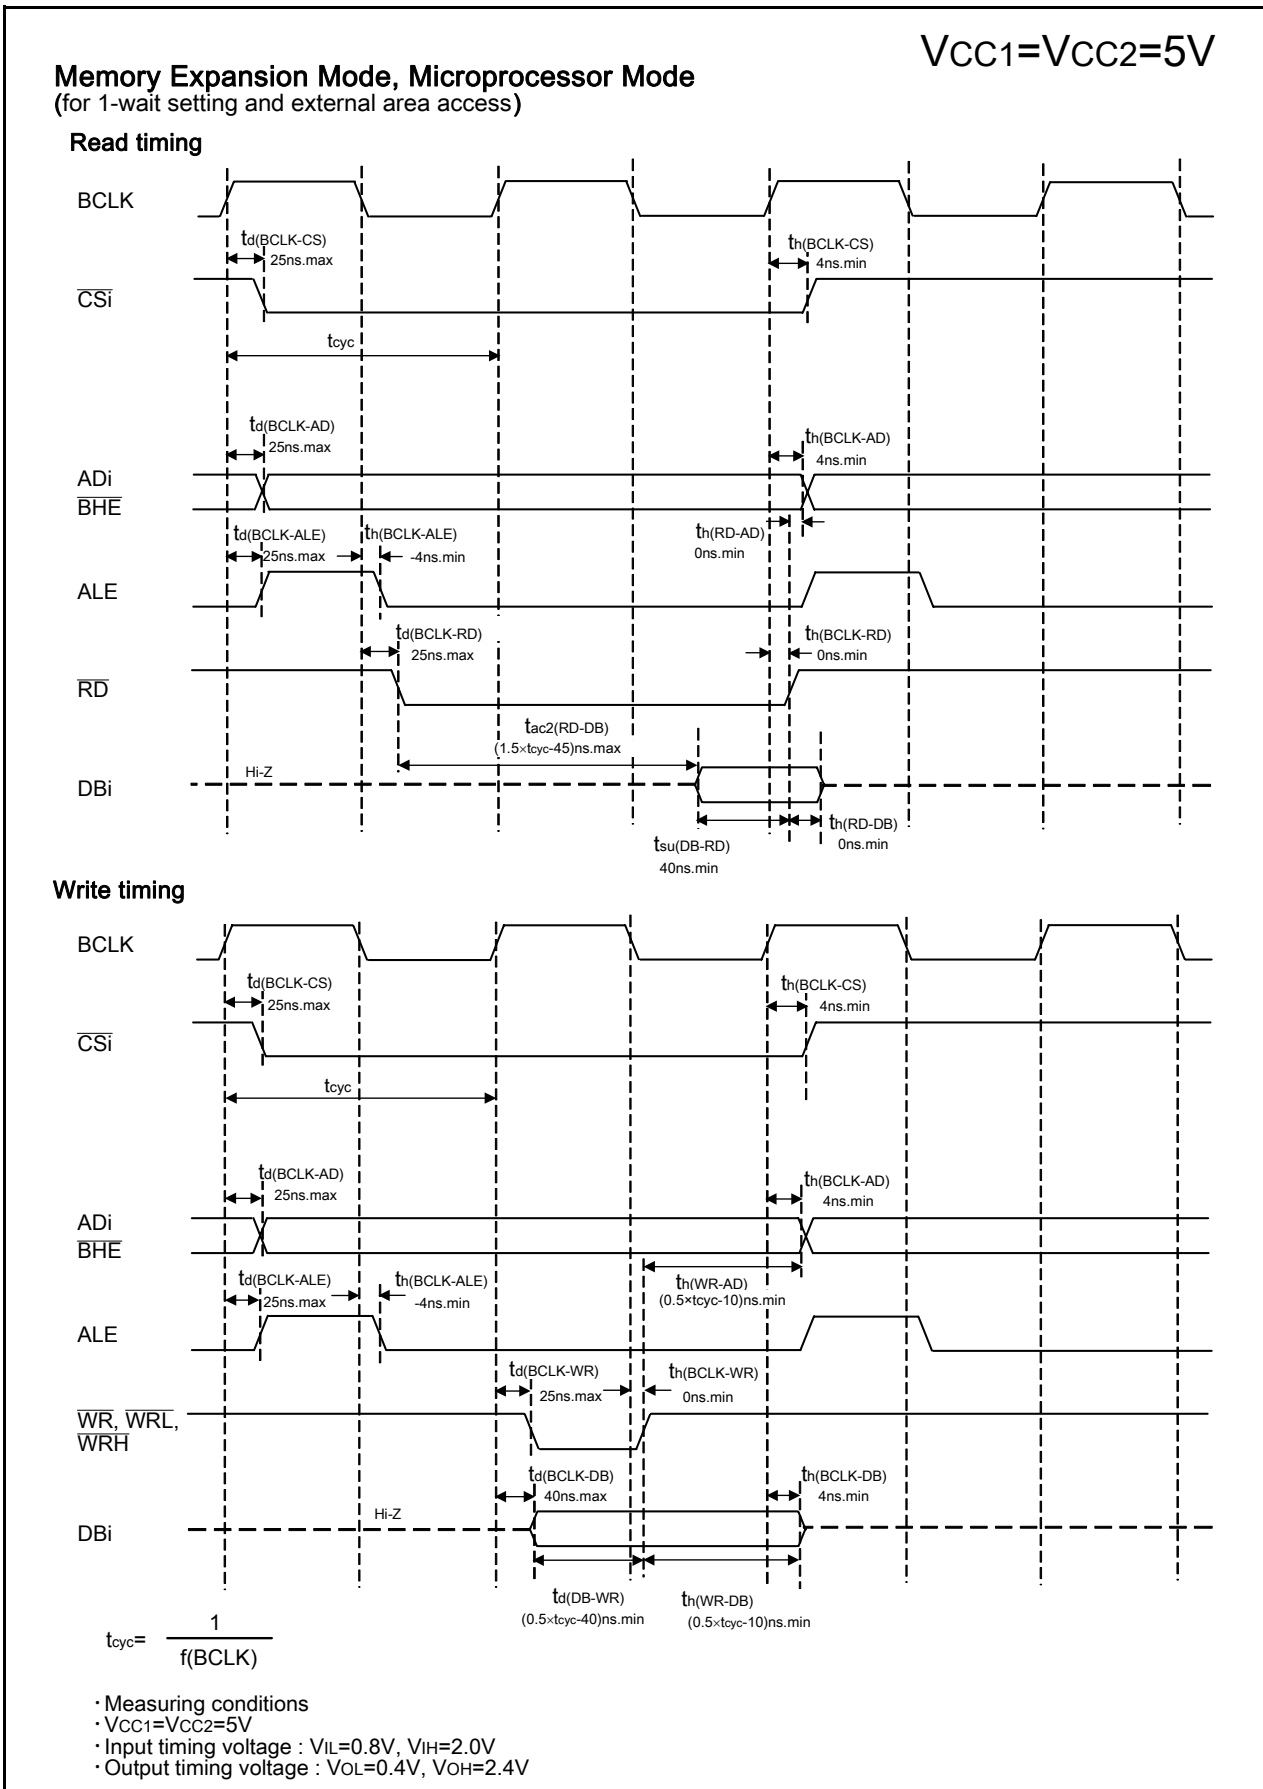 VCC1=VCC2=5V
Memory Expansion Mode, Microprocessor Mode
(for 1-wait setting and external area access)
Read timing
BCLK
td(BCLK-CS)
25ns.max
th(BCLK-CS)
4ns.min
CSi
tcyc
td(BCLK-AD)
25ns.max
th(BCLK-AD)
4ns.min
ADi
BHE
td(BCLK-ALE)
25ns.max
th(BCLK-ALE)
-4ns.min
th(RD-AD)
0ns.min
ALE
td(BCLK-RD)
25ns.max
th(BCLK-RD)
0ns.min
RD
tac2(RD-DB)
(1.5×tcyc-45)ns.max
Hi-Z
DBi
tsu(DB-RD)
40ns.min
th(RD-DB)
0ns.min
Write timing
BCLK
td(BCLK-CS)
25ns.max
th(BCLK-CS)
4ns.min
CSi
tcyc
td(BCLK-AD)
25ns.max
th(BCLK-AD)
4ns.min
ADi
BHE
td(BCLK-ALE)
25ns.max
th(BCLK-ALE)
-4ns.min
th(WR-AD)
(0.5×tcyc-10)ns.min
ALE
td(BCLK-WR)
25ns.max
th(BCLK-WR)
0ns.min
WR, WRL,
WRH
td(BCLK-DB)
40ns.max
th(BCLK-DB)
4ns.min
Hi-Z
DBi
td(DB-WR)
(0.5×tcyc-40)ns.min
th(WR-DB)
(0.5×tcyc-10)ns.min
tcyc= 1
f(BCLK)
・Measuring conditions
・VCC1=VCC2=5V
・Input timing voltage : VIL=0.8V, VIH=2.0V
・Output timing voltage : VOL=0.4V, VOH=2.4V